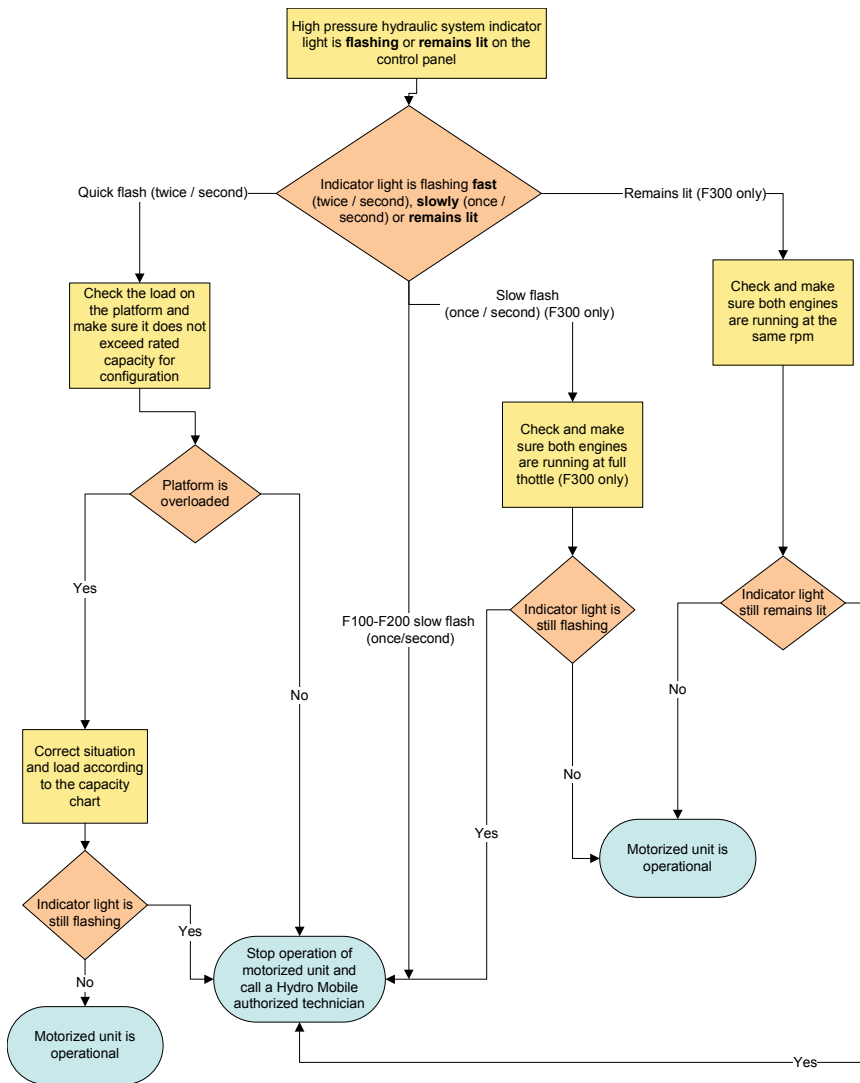 High pressure hydraulic system indicator
light is flashing or remains lit on the
control panel
Indicator light is flashing fast
(twice / second), slowly (once /
second) or remains lit
Quick flash (twice / second)
Remains lit (F300 only)
Check the load on
the platform and
make sure it does not
exceed rated
capacity for
configuration
Slow flash
(once / second) (F300 only)
Check and make
sure both engines
are running at the
same rpm
Check and make
sure both engines
are running at full
thottle (F300 only)
Platform is
overloaded
Yes
No
F100-F200 slow flash
(once/second)
Indicator light is
still flashing
Indicator light
still remains lit
No
No
Yes
Correct situation
and load according
to the capacity
chart
Motorized unit is
operational
Indicator light is
still flashing
Yes
No
Stop operation of
motorized unit and
call a Hydro Mobile
authorized technician
Motorized unit is
operational
Yes